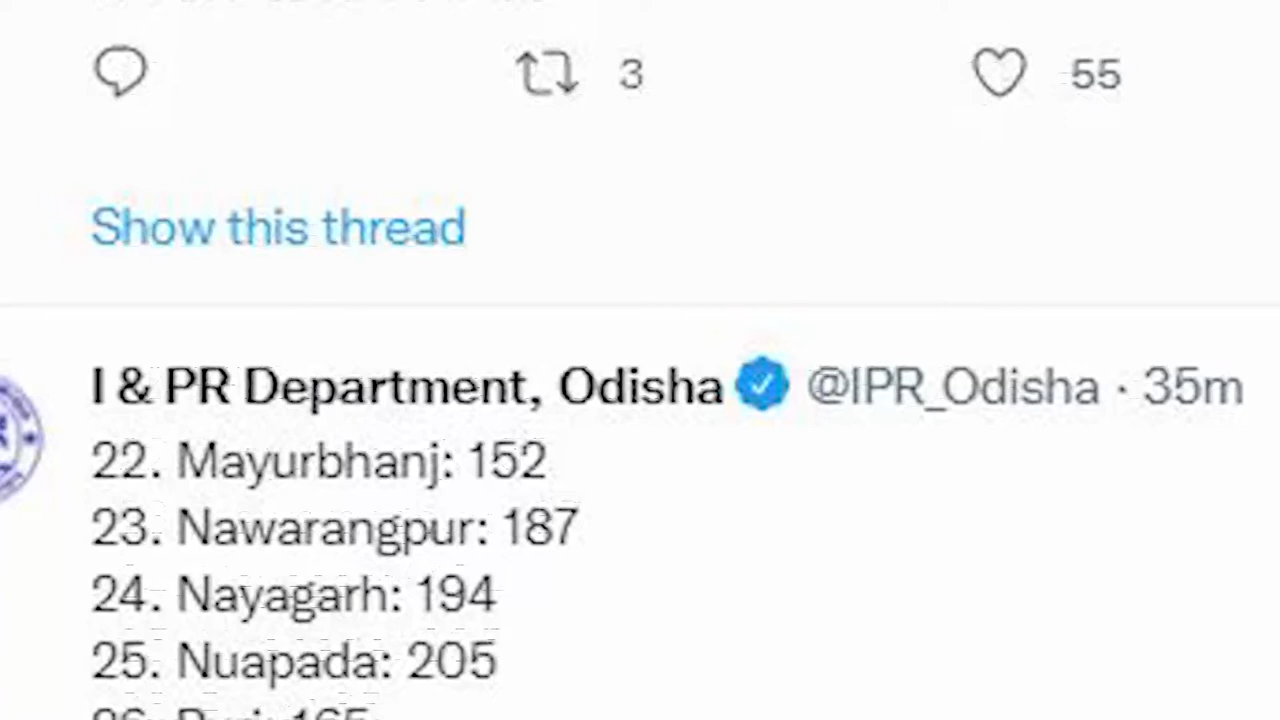 3 55
Show this thread
I & PR Department, Odisha @IPR_Odisha · 35m
22. Mayurbhanj: 152
23. Nawarangpur: 187
24. Nayagarh: 194
25. Nuapada: 205